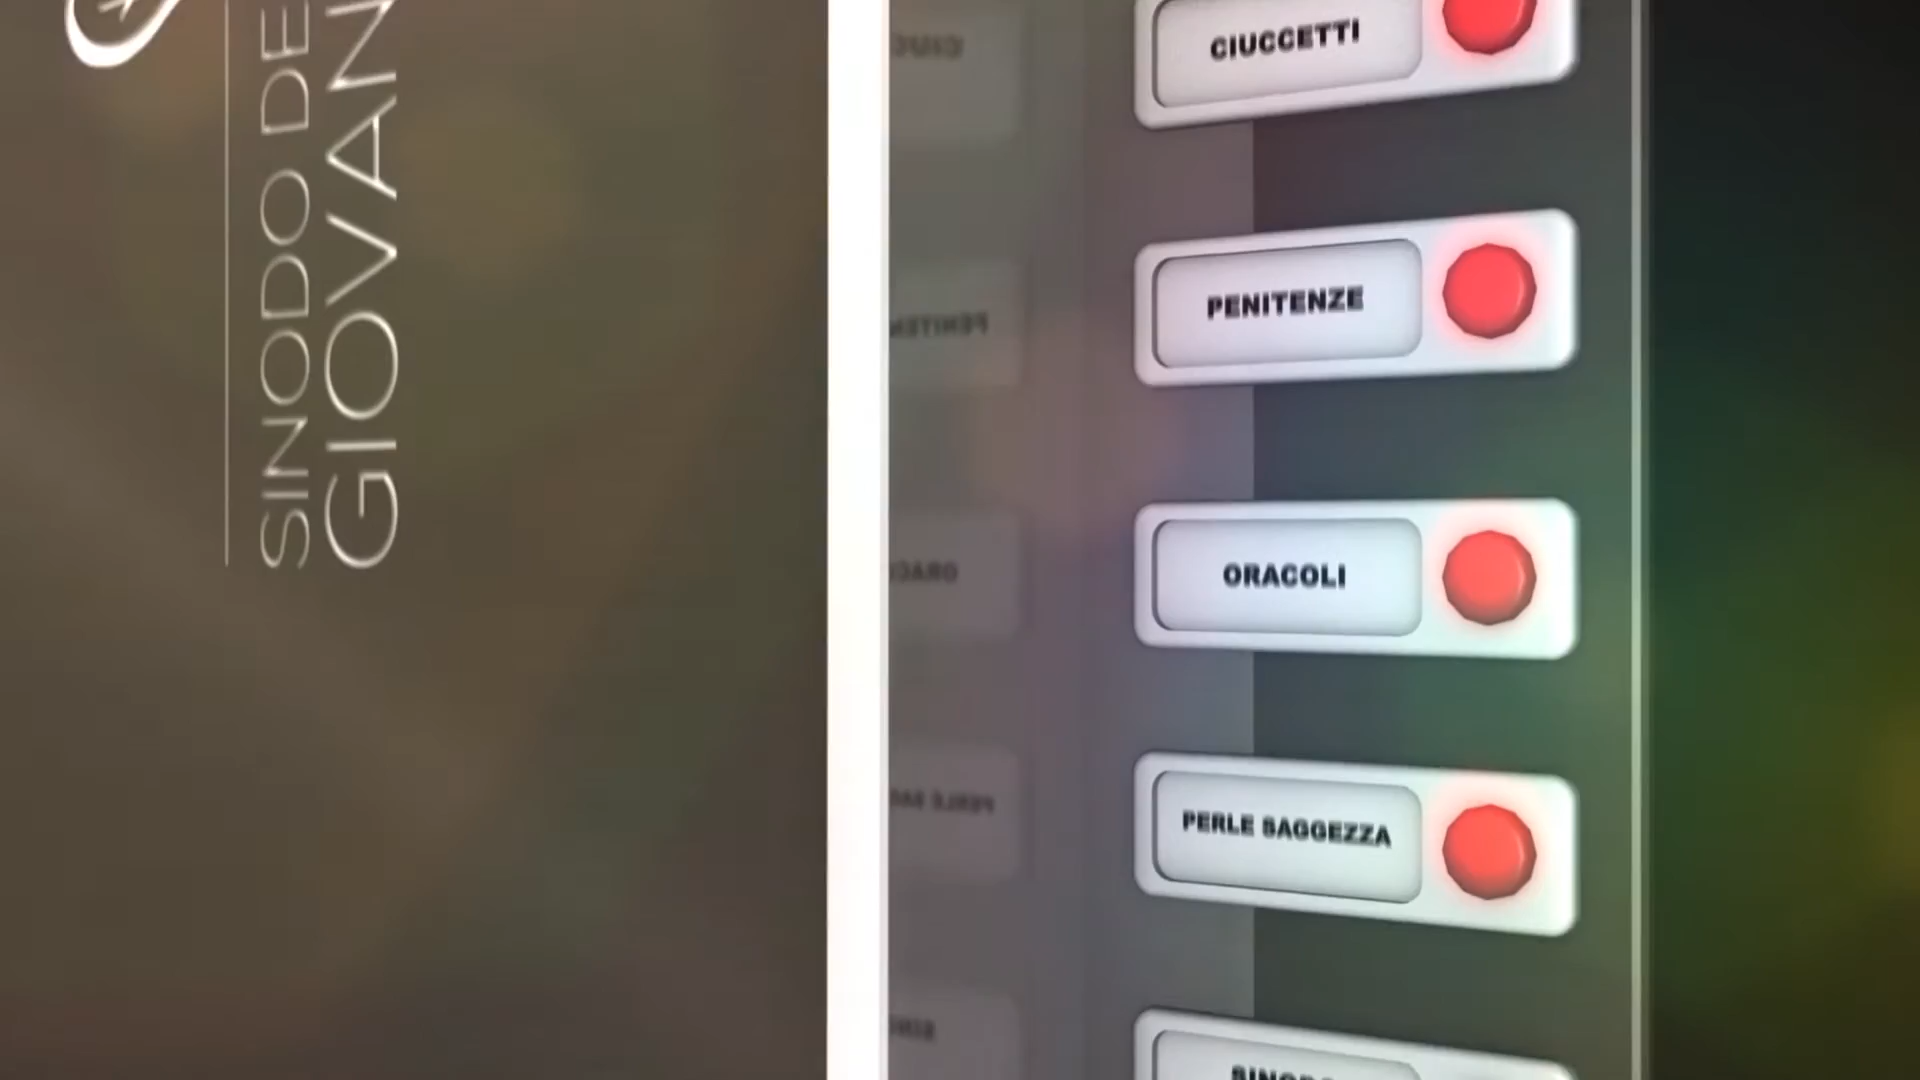 SINODO DE
GIOVAN
CIUCCETTI
PENITENZE
ORACOLI
PERLE SAGGEZZA